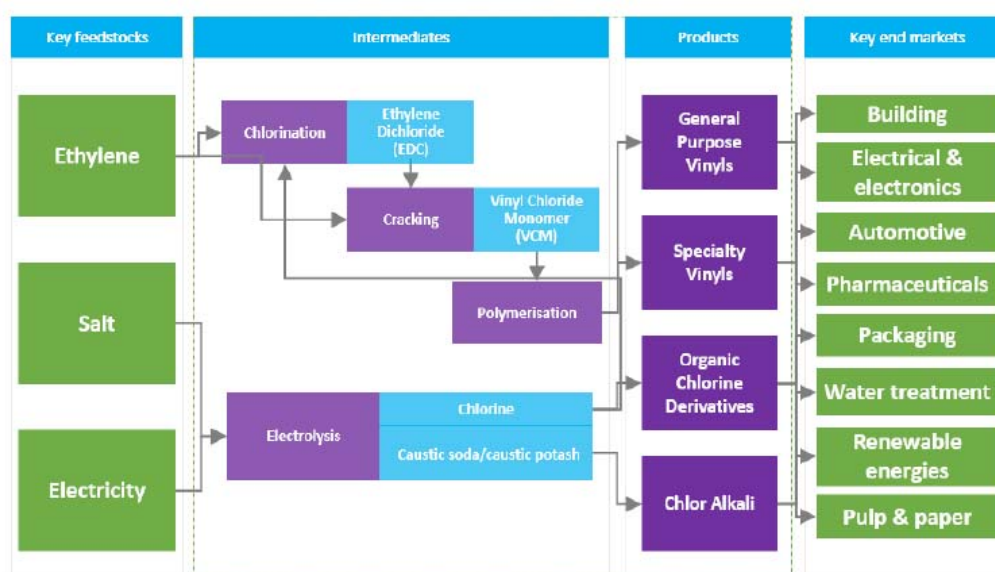 Key feedstocks
Intermediates
Products
Key end markets
Ethylene
Salt
Electricity
Chlorination
Ethylene
Dichloride
(EDC)
Cracking
Vinyl Chloride
Monomer
(VCM)
Polymerisation
Electrolysis
Chlorine
Caustic soda/caustic potash
General
Purpose
Vinyls
Specialty
Vinyls
Organic
Chlorine
Derivatives
Chlor Alkali
Building
Electrical &
electronics
Automotive
Pharmaceuticals
Packaging
Water treatment
Renewable
energies
Pulp & paper